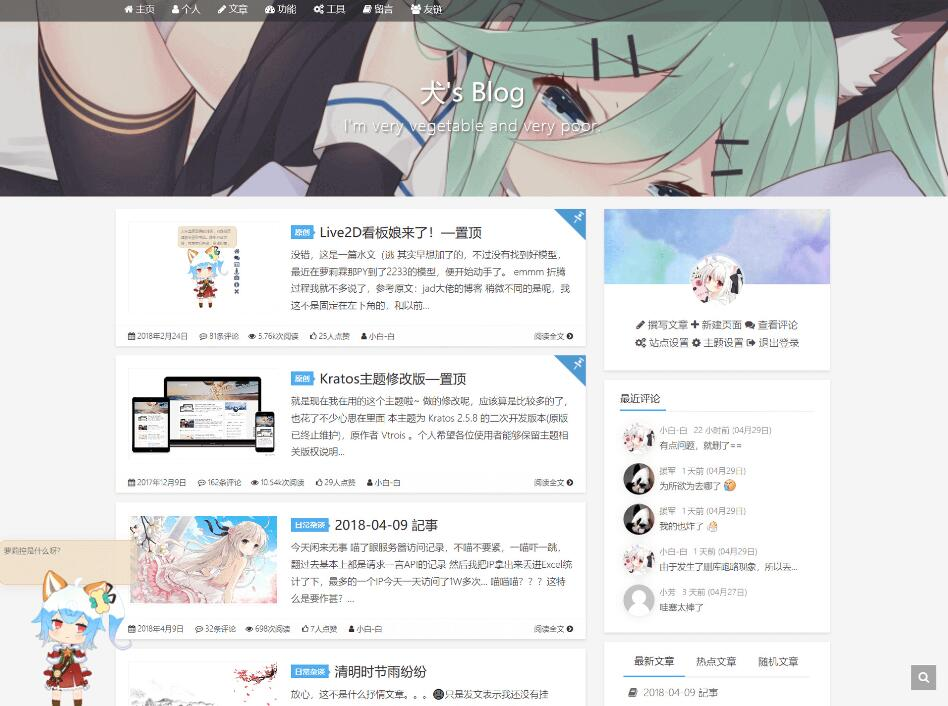 主页 个人 文章 功能 工具 留言 友链
犬's Blog
I'm very vegetable and very poor.
原创 Live2D看板娘来了！—置顶
没错，这是一篇水文（逃 其实早想加了的，不过没有找到好模型，
最近在萝莉霖那PY到了2233的模型，便开始动手了。 emmm 折腾
过程我就不多说了，参考原文：jad大佬的博客 稍微不同的是呢，我
这不是固定在左下角的，和以前...
2018年2月24日 81条评论 5.76k次阅读 25人点赞 小白-白 阅读全文
原创 Kratos主题修改版—置顶
就是现在我在用的这个主题啦~ 做的修改呢，应该算是比较多的了，
也花了不少心思在里面 本主题为 Kratos 2.5.8 的二次开发版本(原版
已终止维护)，原作者 Vtrois 。个人希望各位使用者能够保留主题相
关版权说明...
2017年12月9日 162条评论 10.54k次阅读 29人点赞 小白-白 阅读全文
日常杂谈 2018-04-09 記事
今天闲来无事 喵了眼服务器访问记录，不喵不要紧，一喵吓一跳，
翻过去基本上都是请求一言API的记录 然后我把IP拿出来丢进Excel统
计了下，最多的一个IP今天一天访问了1W多次... 喵喵喵？？？这特
么是要作甚？...
2018年4月9日 32条评论 698次阅读 7人点赞 小白-白 阅读全文
日常杂谈 清明时节雨纷纷
放心，这不是什么抒情文章。。。 只是发文表示我还没有挂
萝莉控是什么呀？
撰写文章 新建页面 查看评论
站点设置 主题设置 退出登录
最近评论
小白-白 22 小时前 (04月29日)
有点问题，就删了==
援军 1 天前 (04月29日)
为所欲为去哪了
援军 1 天前 (04月29日)
我的也炸了
小白-白 1 天前 (04月29日)
由于发生了删库跑路现象，所以丢...
小芳 3 天前 (04月27日)
哇塞太棒了
最新文章 热点文章 随机文章
2018-04-09 記事